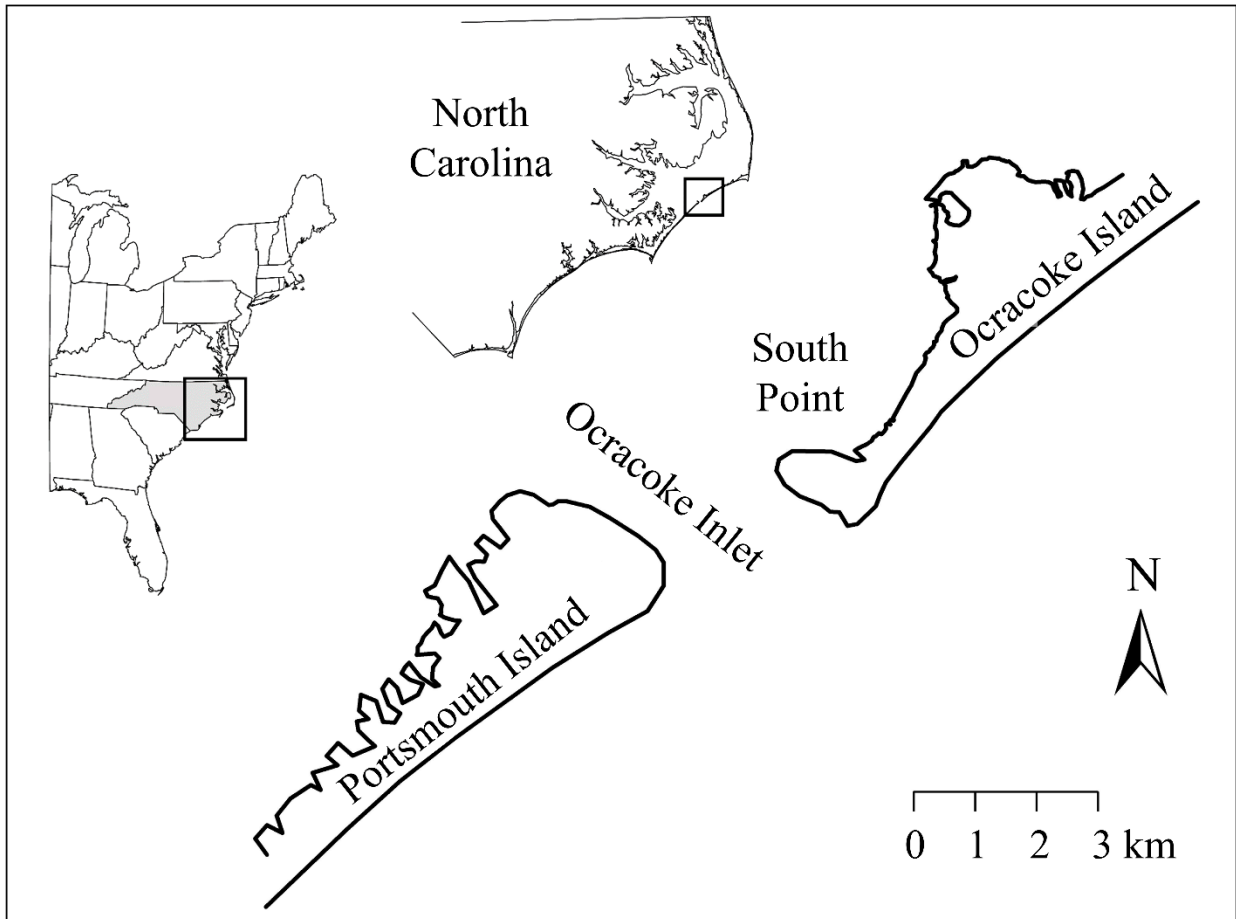 North
Carolina
Ocracoke Island
South
Point
Ocracoke Inlet
Portsmouth Island
N
0 1 2 3 km